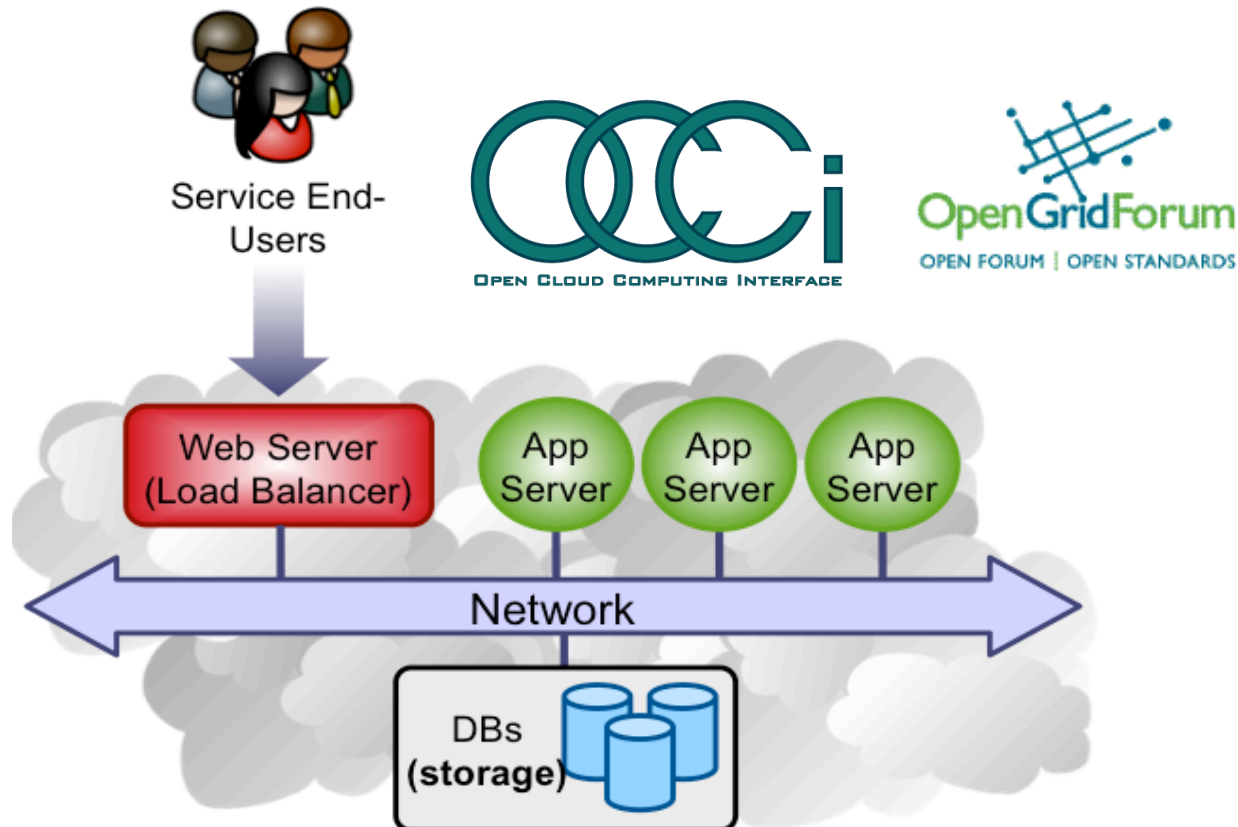 Service End-
Users
OCCi
OPEN CLOUD COMPUTING INTERFACE
OpenGridForum
OPEN FORUM | OPEN STANDARDS
Web Server
(Load Balancer)
App
Server
App
Server
App
Server
Network
DBs
(storage)